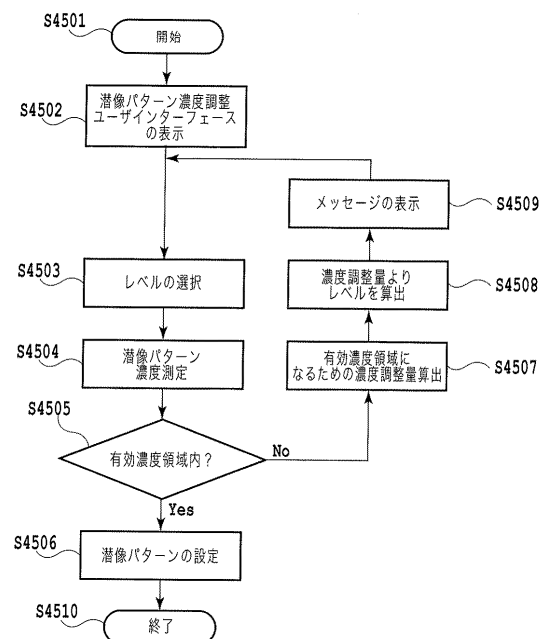 S4501
開始
S4502
潜像パターン濃度調整
ユーザインターフェース
の表示
S4503
レベルの選択
S4504
潜像パターン
濃度測定
S4505
有効濃度領域内？
No
Yes
S4506
潜像パターンの設定
S4510
終了
メッセージの表示
S4509
濃度調整量より
レベルを算出
S4508
有効濃度領域に
なるための濃度調整量算出
S4507